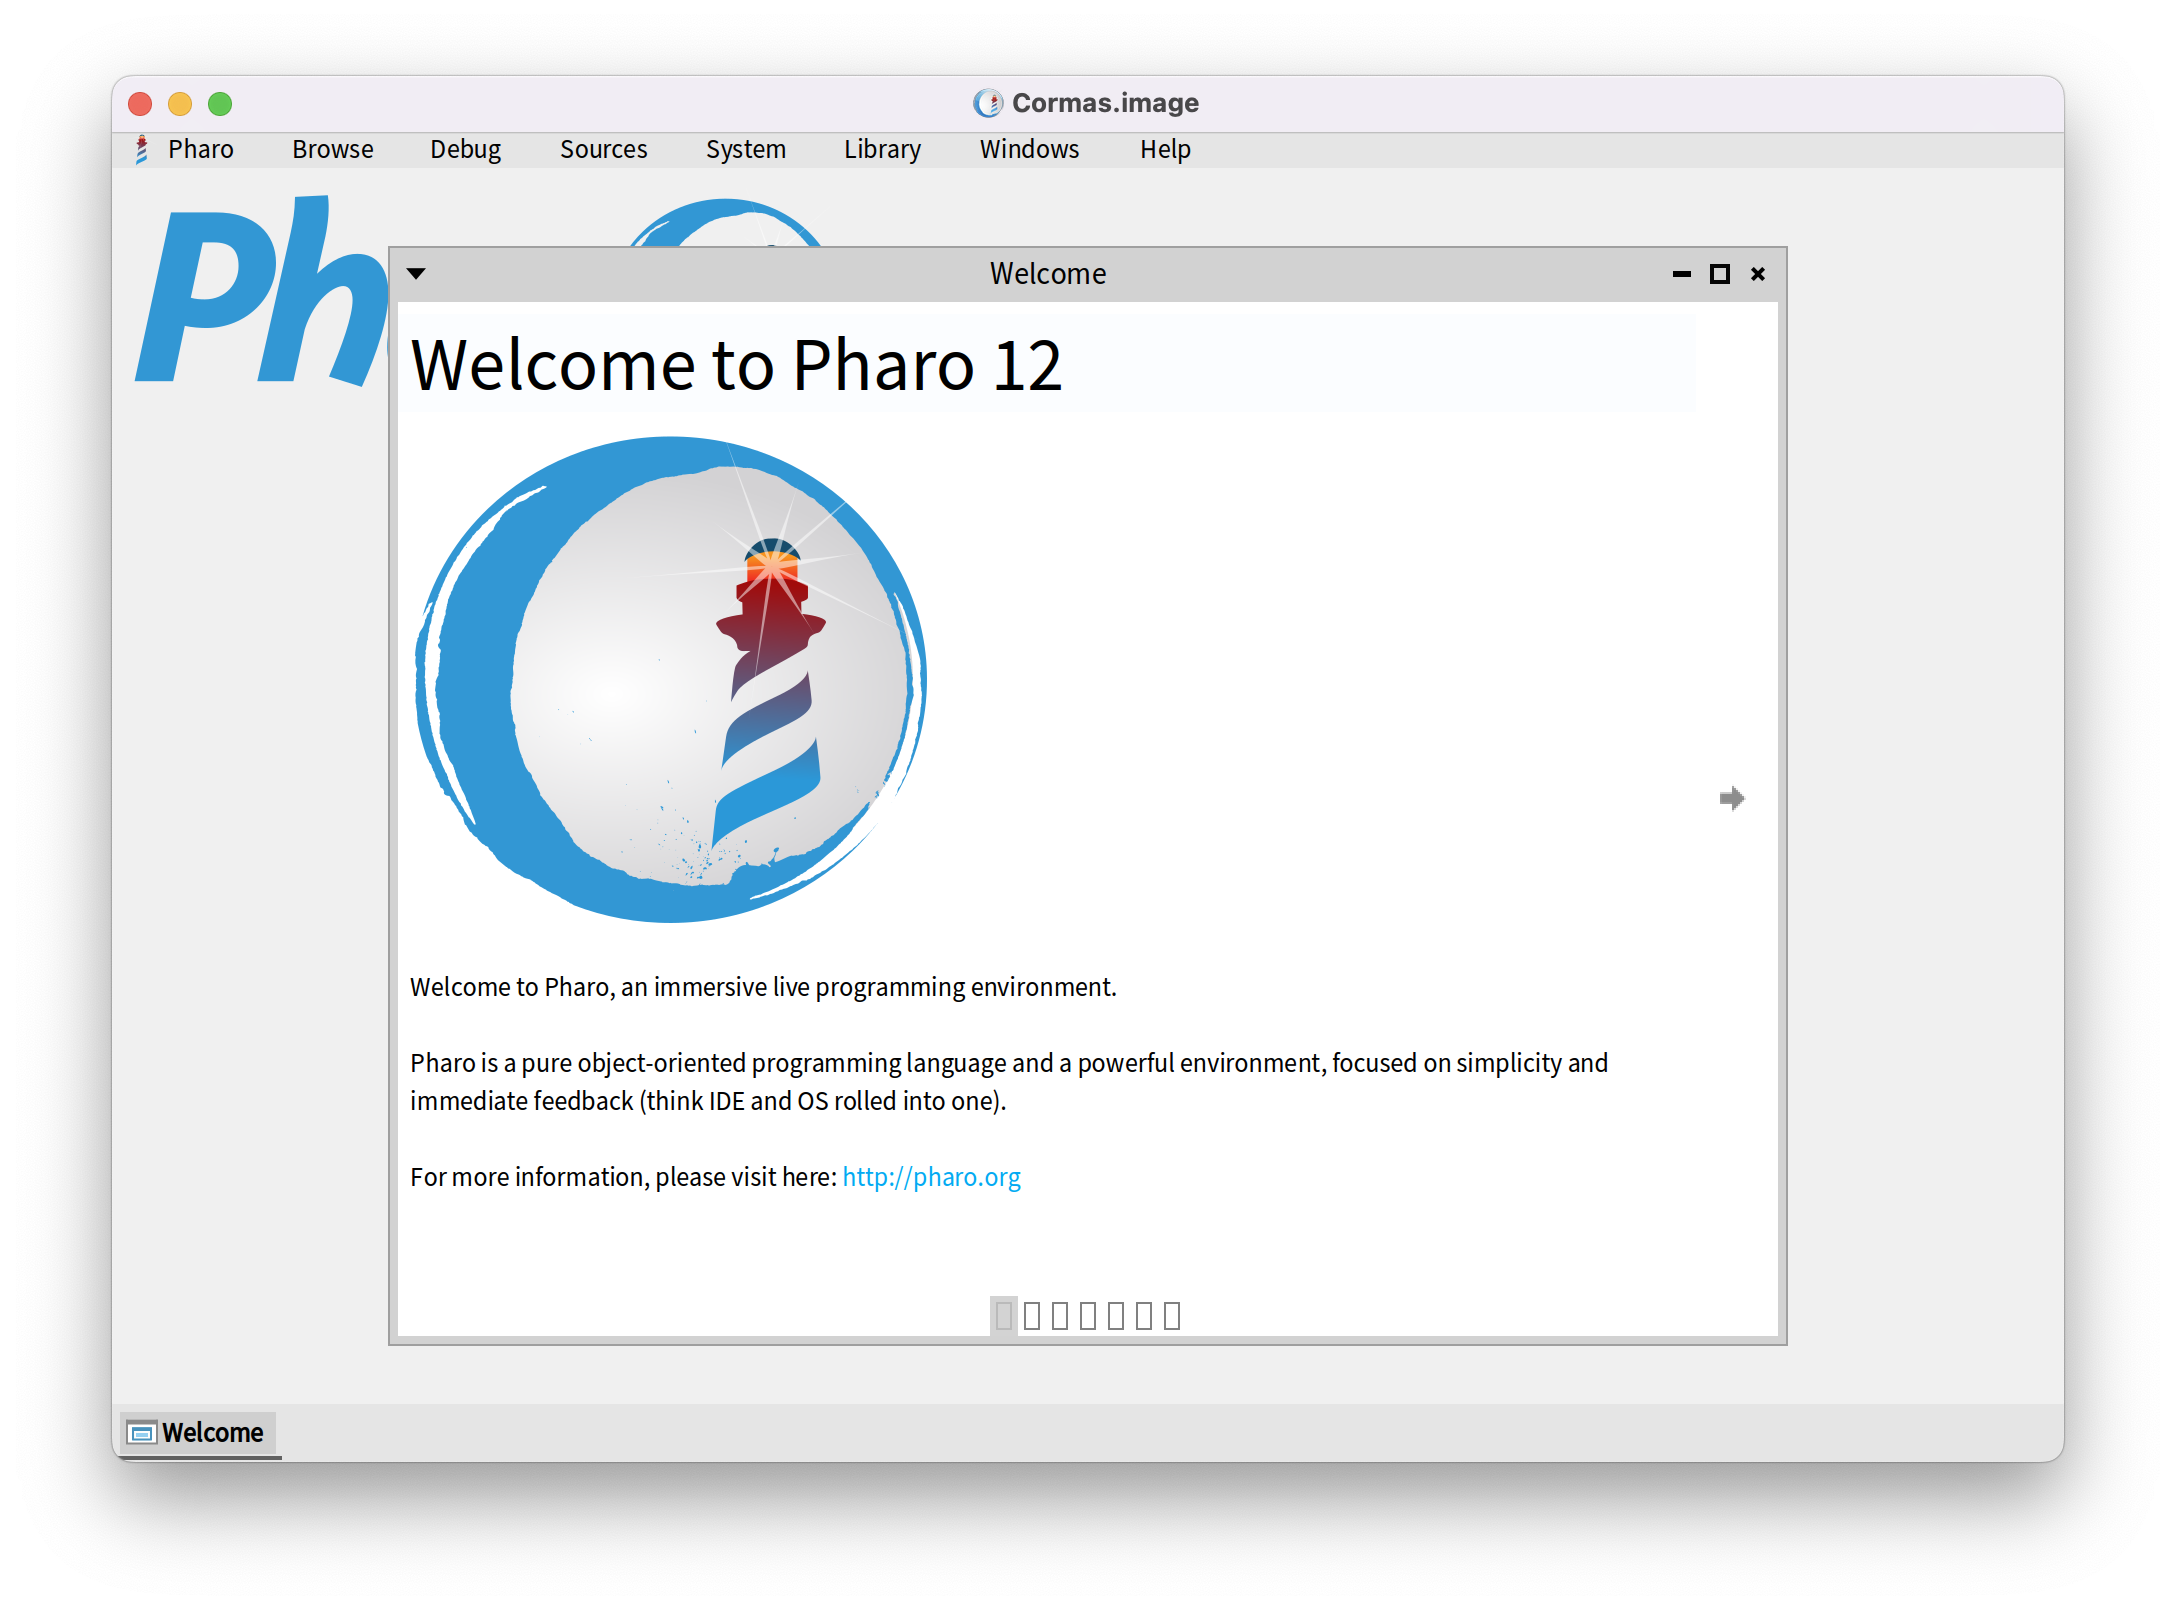 Cormas.image
Pharo Browse Debug Sources System Library Windows Help
Ph
Welcome
Welcome to Pharo 12
Welcome to Pharo, an immersive live programming environment.
Pharo is a pure object-oriented programming language and a powerful environment, focused on simplicity and
immediate feedback (think IDE and OS rolled into one).
For more information, please visit here: http://pharo.org
Welcome